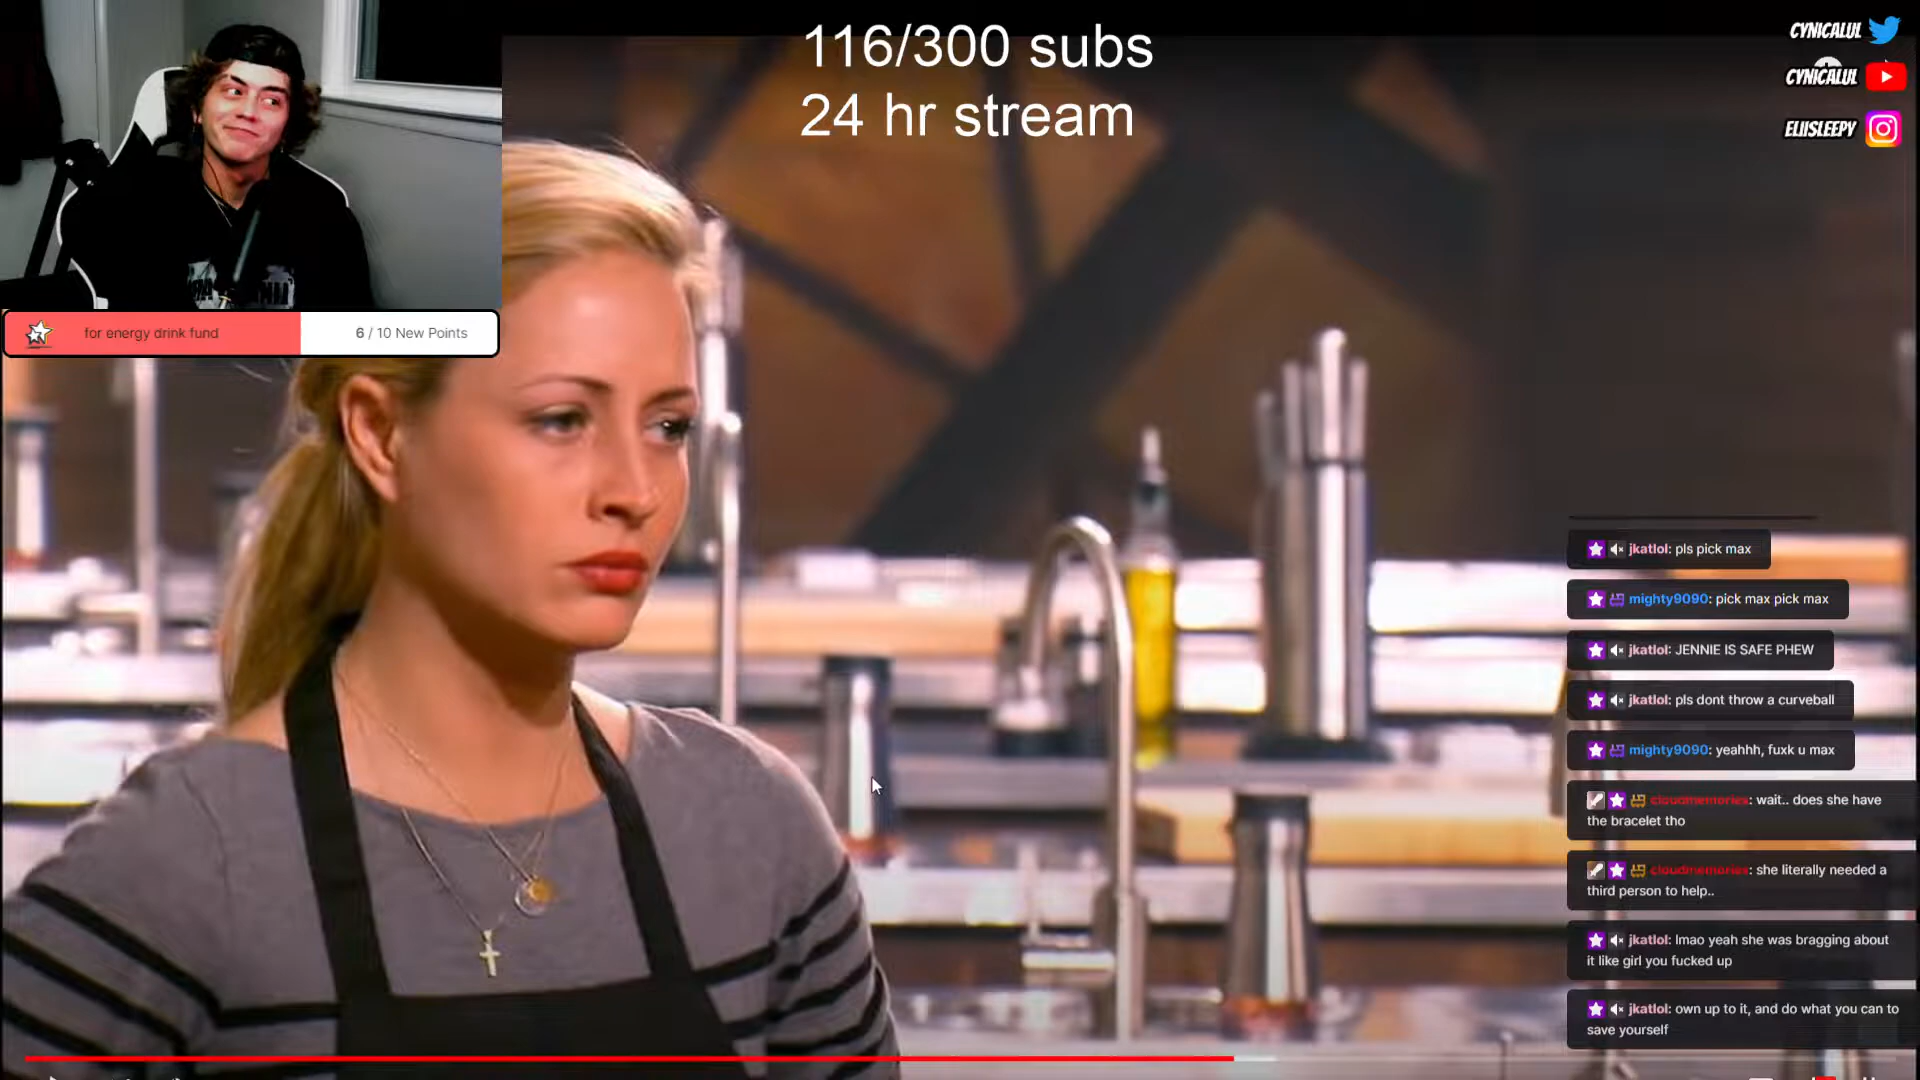 116/300 subs
24 hr stream
CYNICALUL
CYNICALUL
ELIISLEEPY
for energy drink fund
6 / 10 New Points
jkatlol: pls pick max
mighty9090: pick max pick max
jkatlol: JENNIE IS SAFE PHEW
jkatlol: pls dont throw a curveball
mighty9090: yeahhh, fuxk u max
cloudmemories: wait.. does she have
the bracelet tho
cloudmemories: she literally needed a
third person to help..
jkatlol: lmao yeah she was bragging about
it like girl you fucked up
jkatlol: own up to it, and do what you can to
save yourself